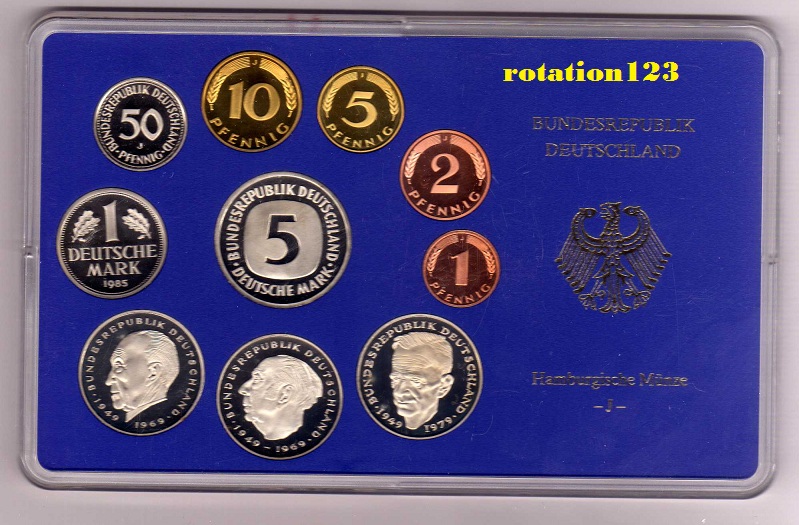 rotation123
BUNDESREPUBLIK
DEUTSCHLAND
BUNDESREPUBLIK DEUTSCHLAND
50
J
PFENNIG
J
10
PFENNIG
J
5
PFENNIG
J
2
PFENNIG
1
DEUTSCHE
MARK
1985
BUNDESREPUBLIK DEUTSCHLAND
5
DEUTSCHE MARK
J
1
PFENNIG
BUNDESREPUBLIK DEUTSCHLAND
1949 1969
BUNDESREPUBLIK DEUTSCHLAND
1949 - 1969
BUNDESREPUBLIK DEUTSCHLAND
1949 1979
Hamburgische Münze
- J -